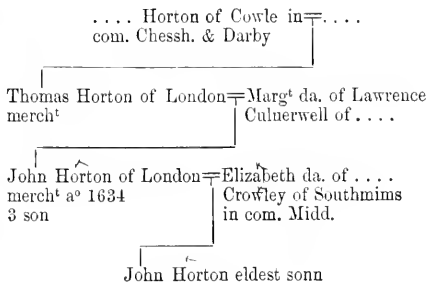 . . . . Horton of Cowle in . . . .
com. Chessh. & Darby
Thomas Horton of London Margᵗ da. of Lawrence
merchᵗ Culuerwell of . . . .
John Horton of London Elizabeth da. of . . . .
merchᵗ aᵒ 1634 Crowley of Southmims
3 son in com. Midd.
John Horton eldest sonn